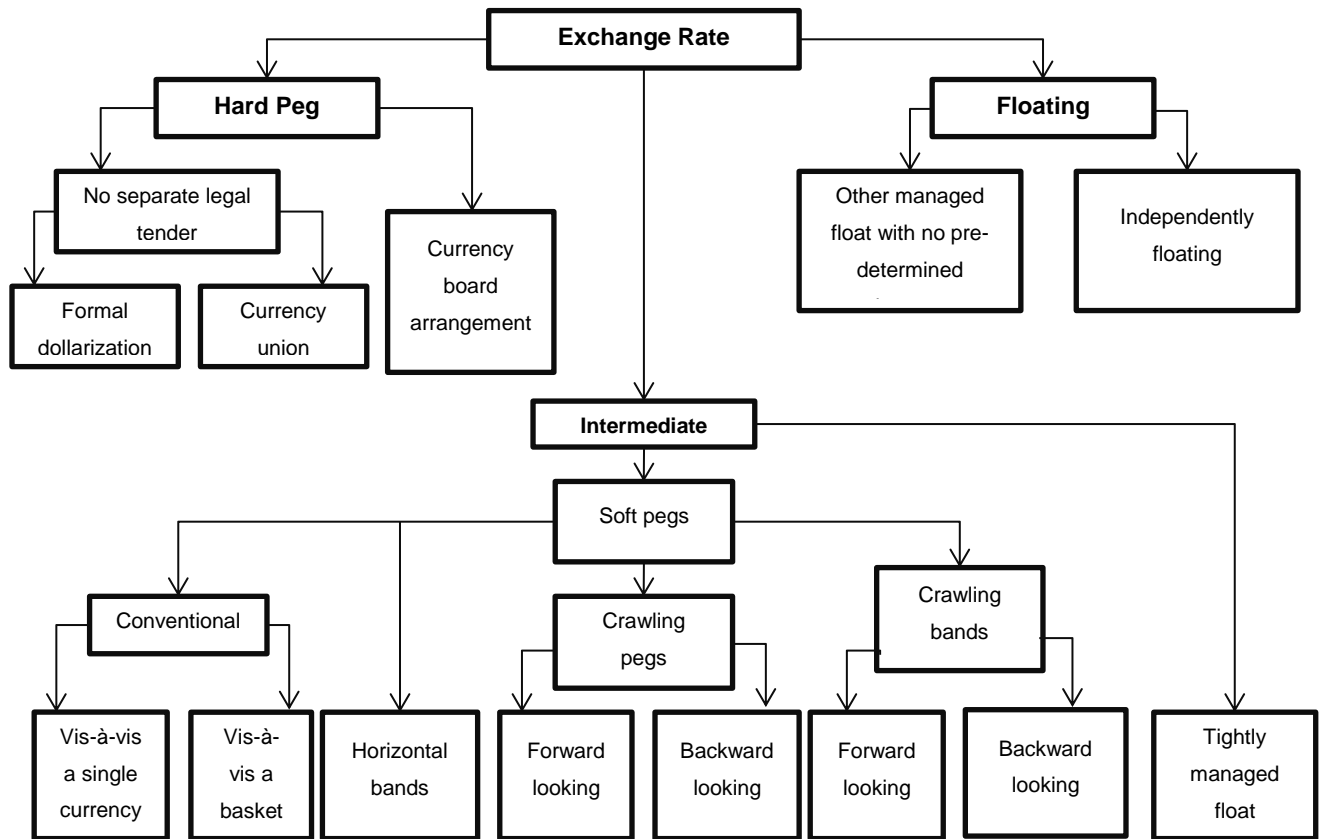 Exchange Rate
Hard Peg
Floating
No separate legal
tender
Currency
board
arrangement
Other managed
float with no pre-
determined
Independently
floating
Formal
dollarization
Currency
union
Intermediate
Soft pegs
Conventional
Crawling
pegs
Crawling
bands
Vis-à-vis
a single
currency
Vis-à-
vis a
basket
Horizontal
bands
Forward
looking
Backward
looking
Forward
looking
Backward
looking
Tightly
managed
float